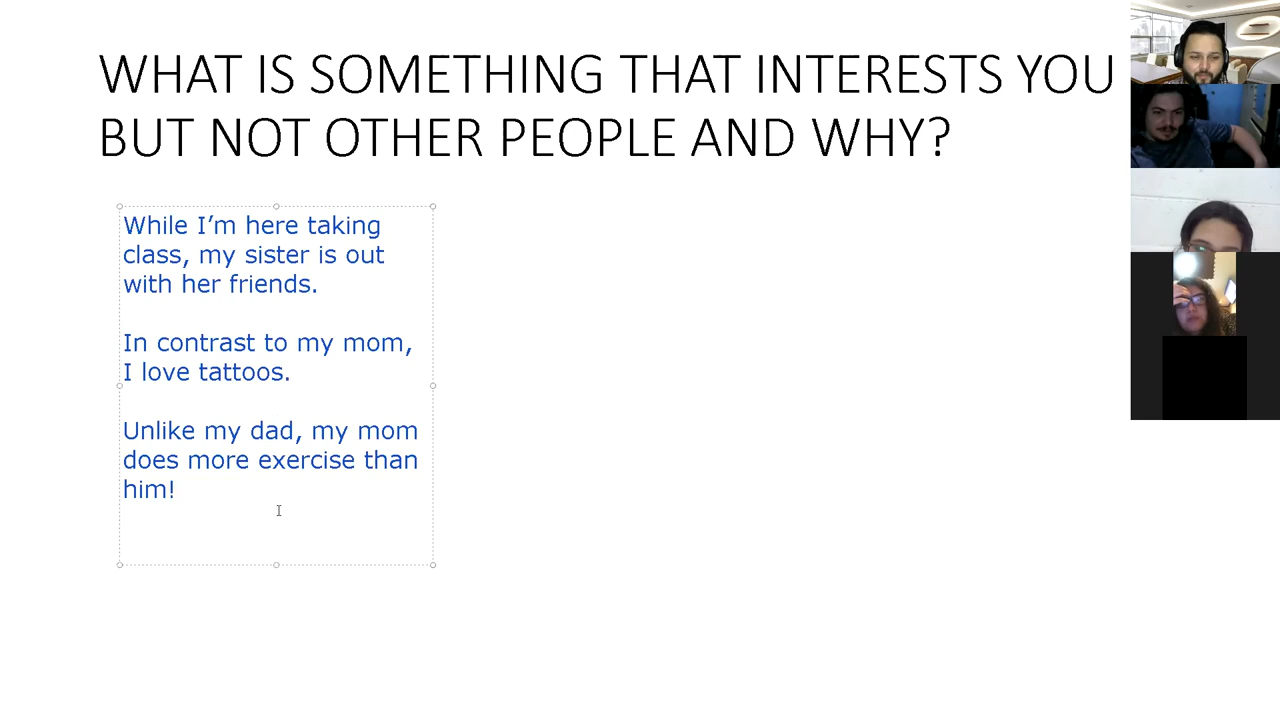 WHAT IS SOMETHING THAT INTERESTS YOU
BUT NOT OTHER PEOPLE AND WHY?
While I’m here taking
class, my sister is out
with her friends.
In contrast to my mom,
I love tattoos.
Unlike my dad, my mom
does more exercise than
him!